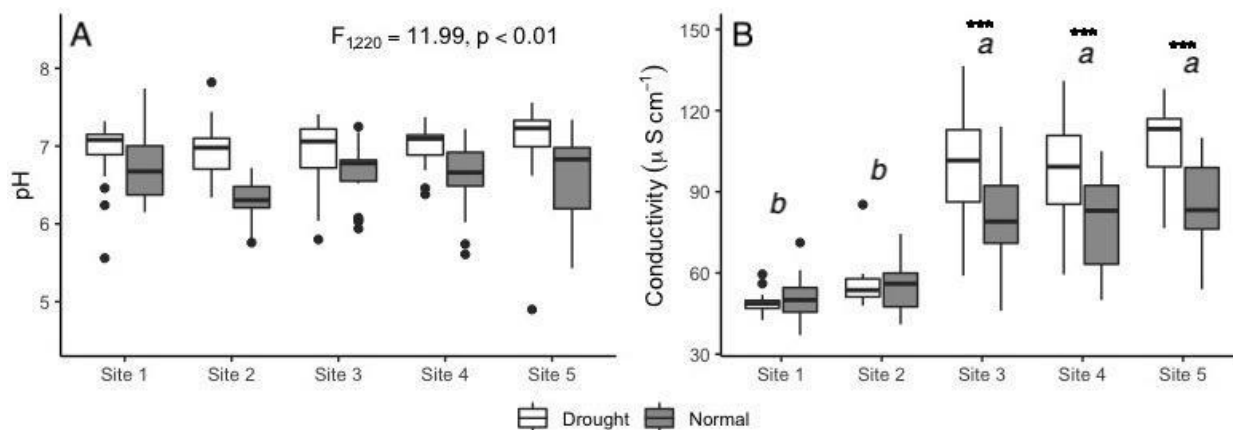 A
F1,220 = 11.99, p < 0.01
8
7
6
5
pH
Site 1 Site 2 Site 3 Site 4 Site 5
B
150
120
90
60
30
Conductivity (μ S cm−1)
*** *** ***
a a a
b b
Site 1 Site 2 Site 3 Site 4 Site 5
Drought Normal